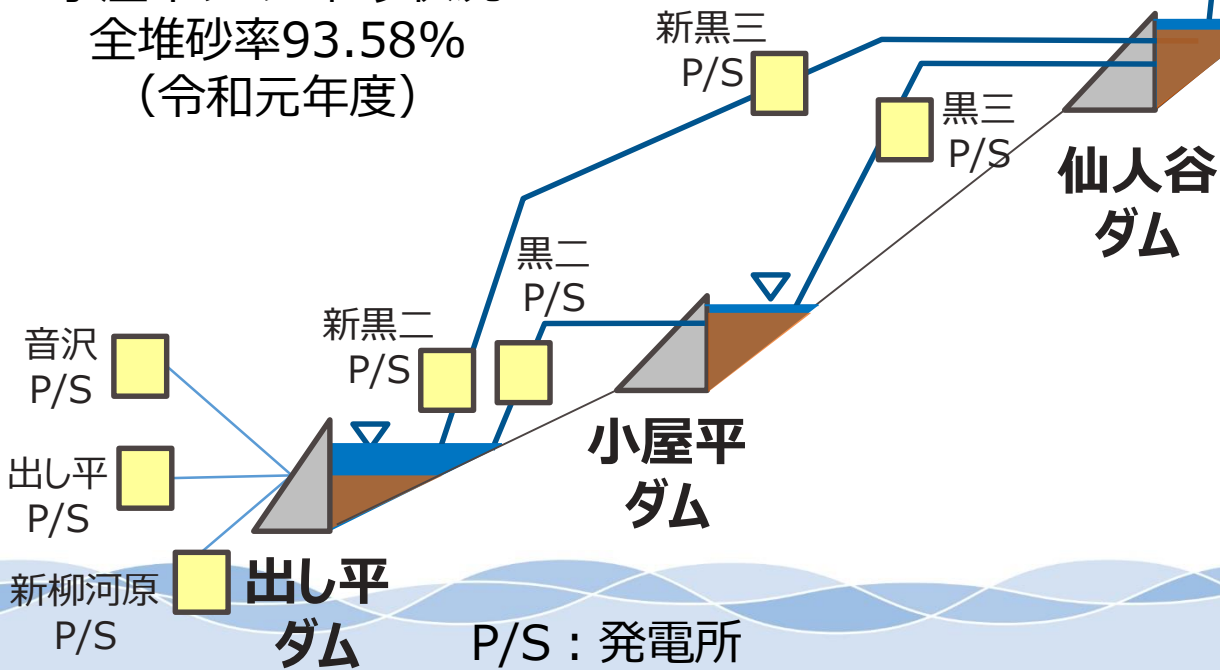 全堆砂率93.58%
（令和元年度）
新黒三
P/S
黒三
P/S
仙人谷
ダム
黒二
P/S
新黒二
P/S
小屋平
ダム
音沢
P/S
出し平
P/S
新柳河原
P/S
出し平
ダム
P/S：発電所